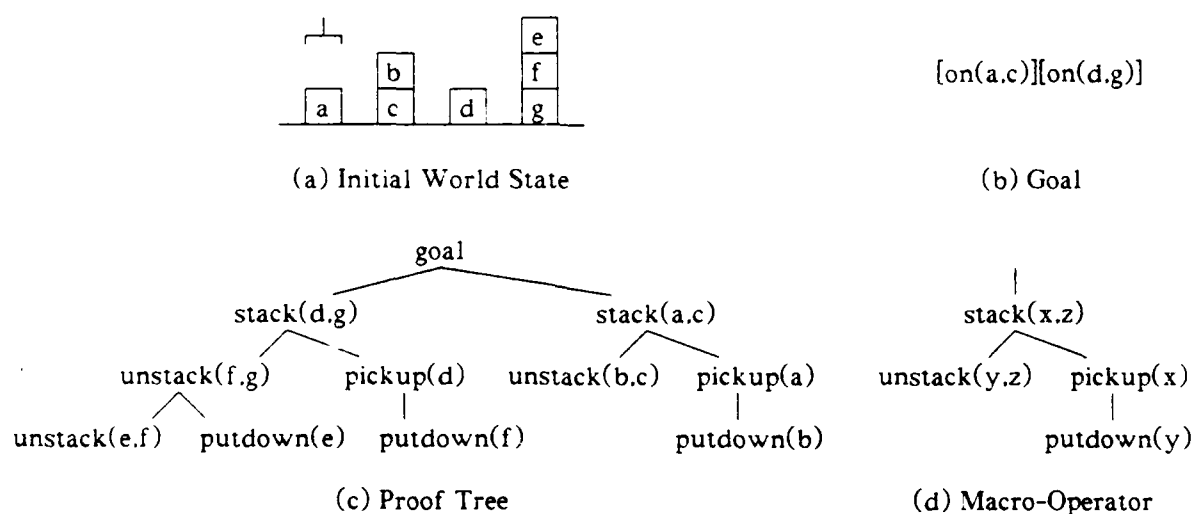 e
b f
a c d g
[on(a,c)][on(d,g)]
(a) Initial World State
(b) Goal
goal
stack(d,g) stack(a,c) stack(x,z)
unstack(f,g) pickup(d) unstack(b,c) pickup(a) unstack(y,z) pickup(x)
unstack(e,f) putdown(e) putdown(f) putdown(b) putdown(y)
(c) Proof Tree
(d) Macro-Operator